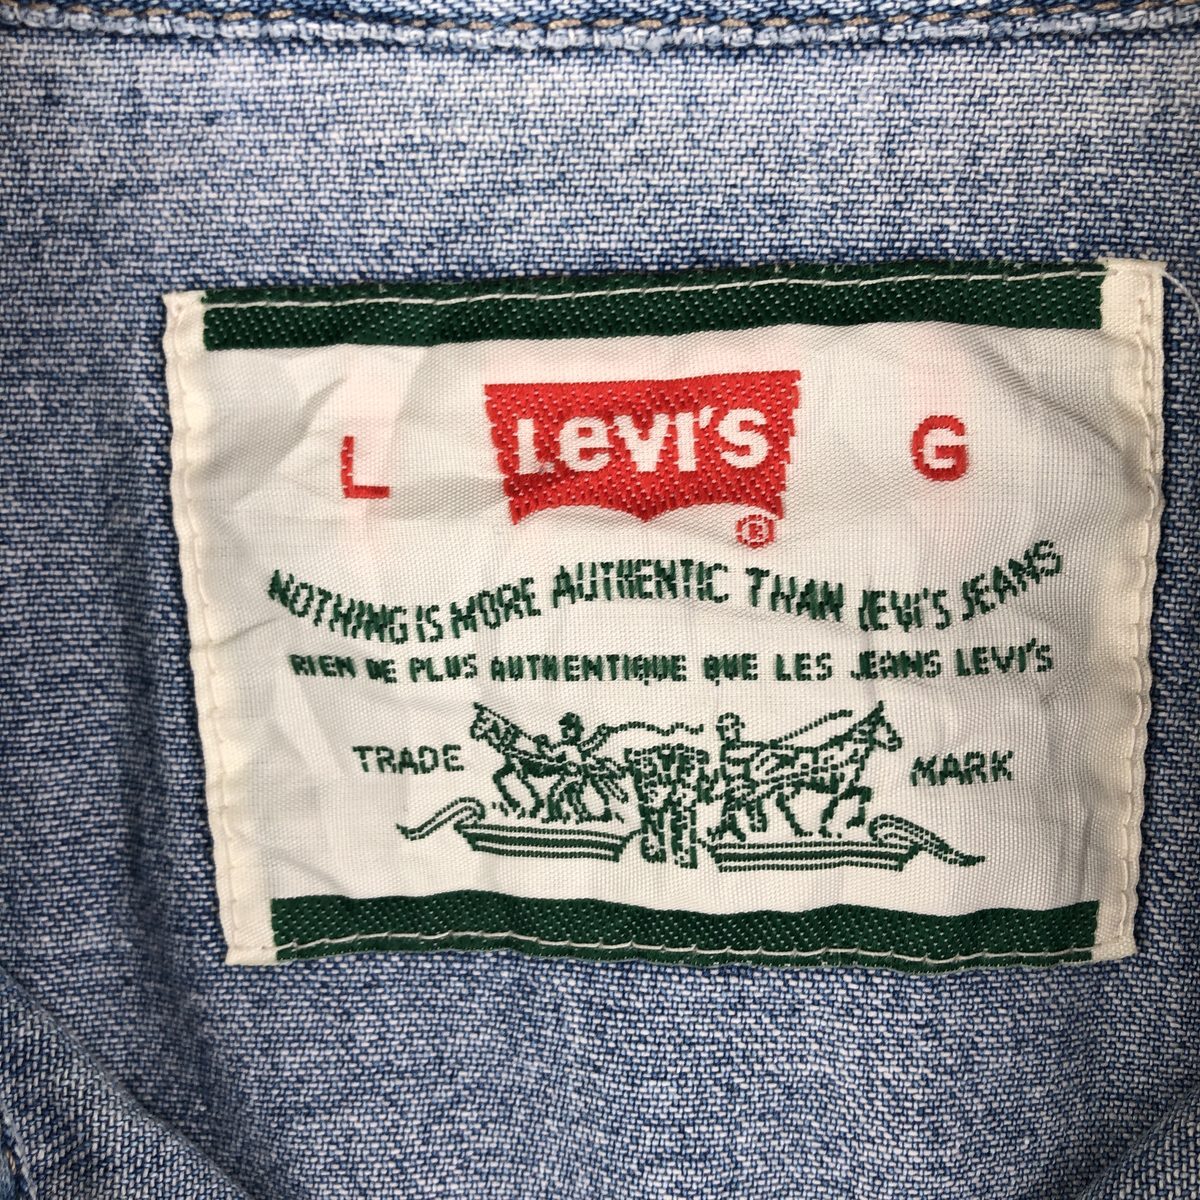 L LEVI'S G
®
NOTHING IS MORE AUTHENTIC THAN LEVI'S JEANS
RIEN DE PLUS AUTHENTIQUE QUE LES JEANS LEVI'S
TRADE MARK